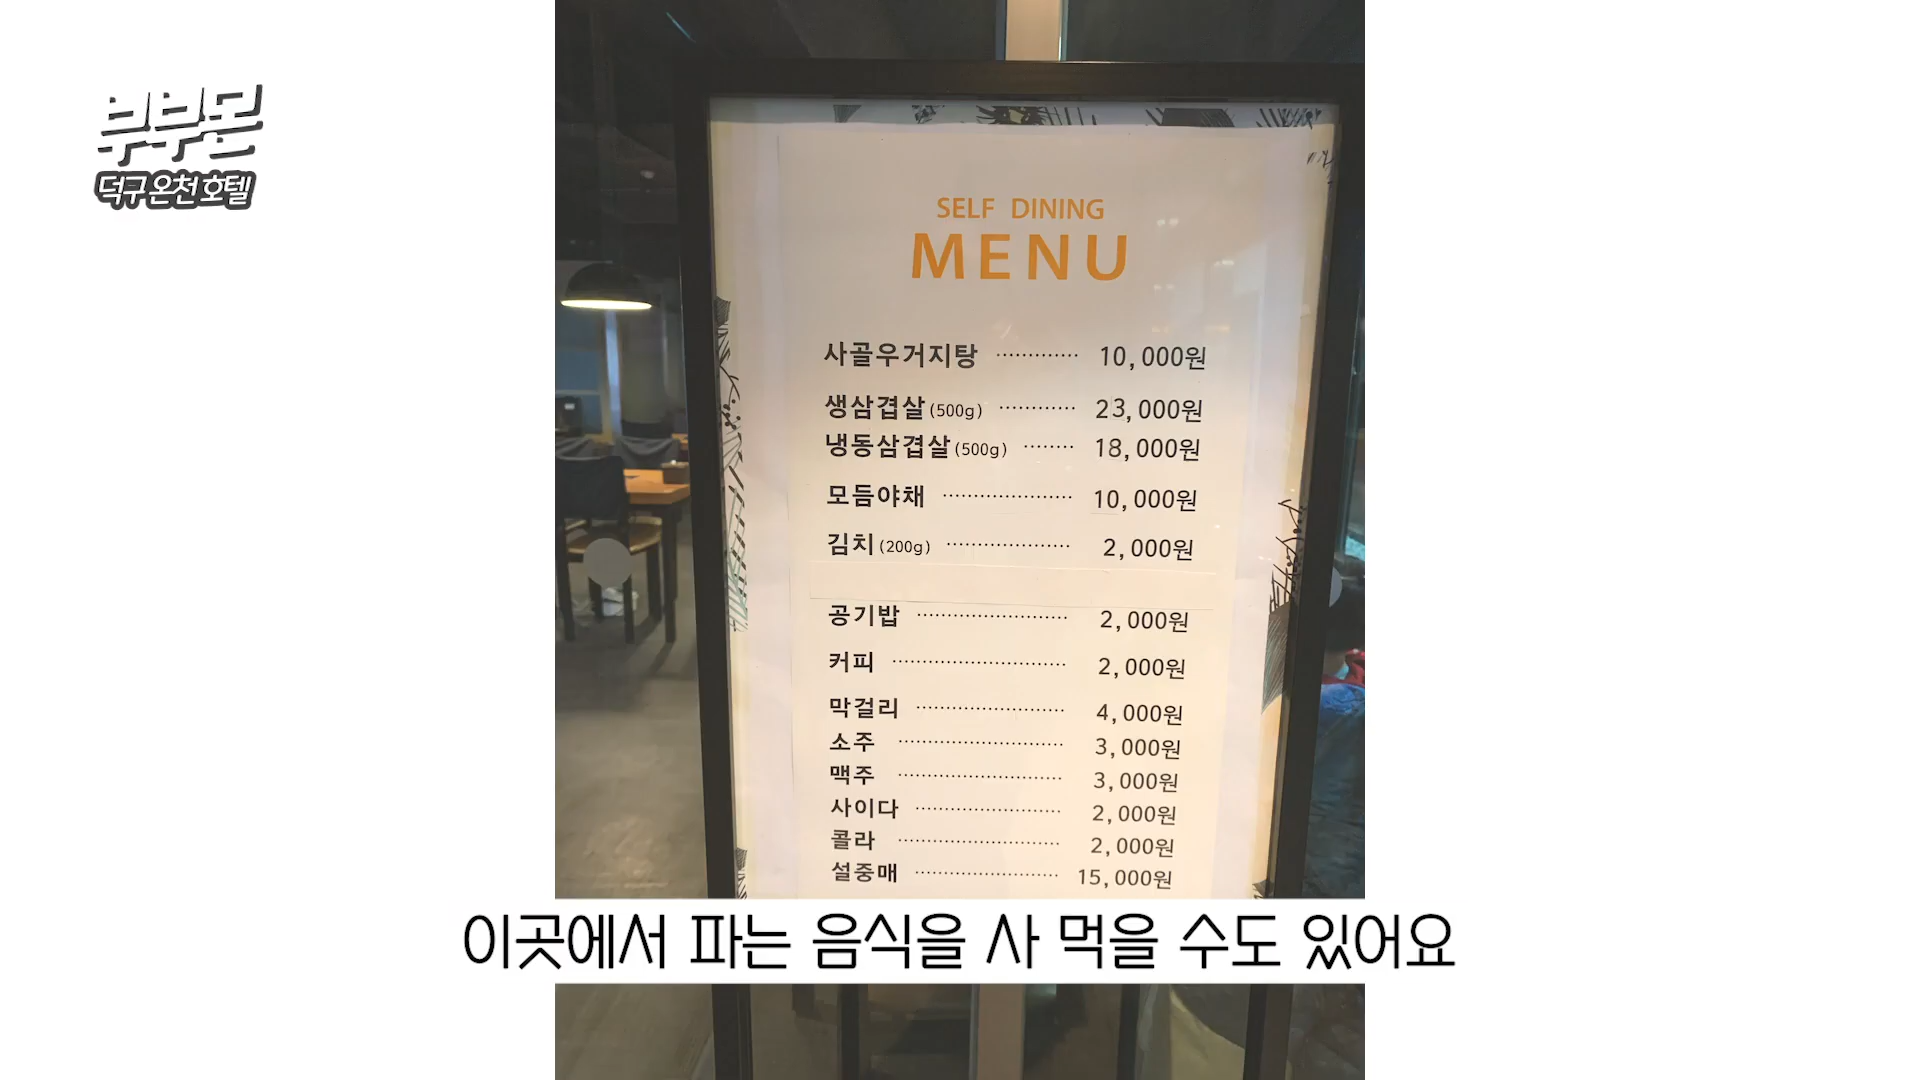 부부몬
덕구온천호텔
SELF DINING
MENU
사골우거지탕 ············· 10,000원
생삼겹살(500g) ············ 23,000원
냉동삼겹살(500g) ········ 18,000원
모듬야채 ····················· 10,000원
김치(200g) ···················· 2,000원
공기밥 ························· 2,000원
커피 ····························· 2,000원
막걸리 ························· 4,000원
소주 ···························· 3,000원
맥주 ···························· 3,000원
사이다 ························· 2,000원
콜라 ···························· 2,000원
설중매 ························ 15,000원
이곳에서 파는 음식을 사 먹을 수도 있어요